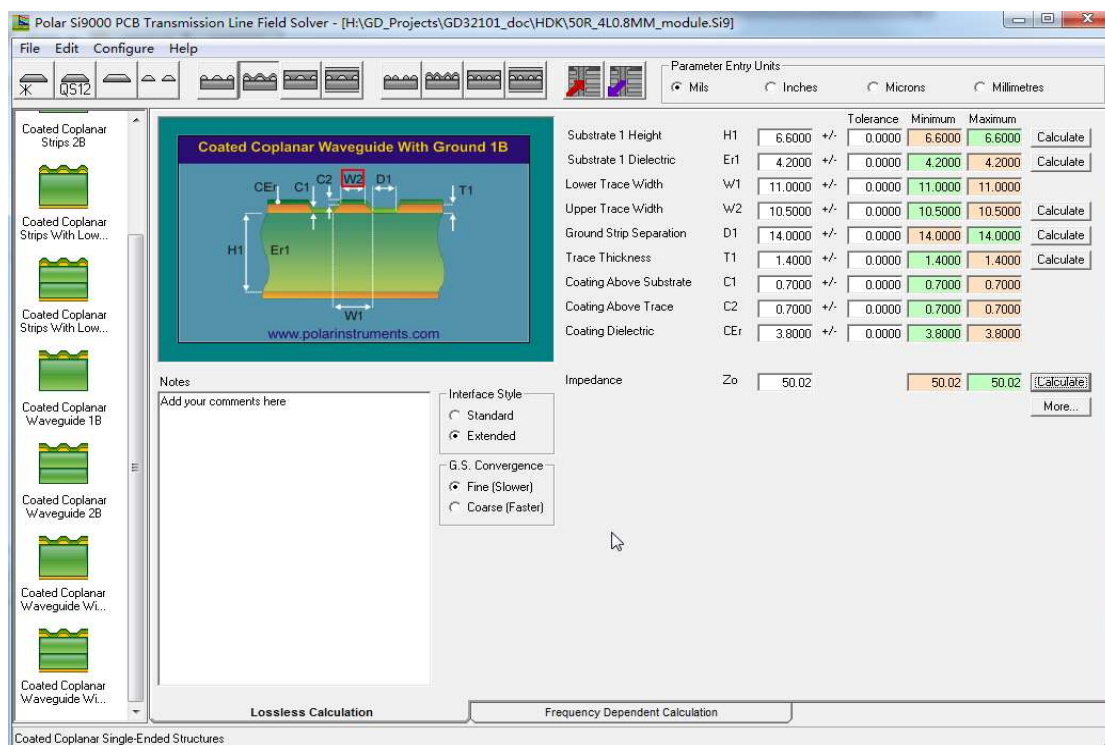 Polar Si9000 PCB Transmission Line Field Solver - [H:\GD_Projects\GD32101_doc\HDK\50R_4L0.8MM_module.Si9]
File Edit Configure Help
QS12
Parameter Entry Units
Mils Inches Microns Millimetres
Coated Coplanar
Strips 2B
Coated Coplanar
Strips With Low...
Coated Coplanar
Strips With Low...
Coated Coplanar
Waveguide 1B
Coated Coplanar
Waveguide 2B
Coated Coplanar
Waveguide Wi...
Coated Coplanar
Waveguide Wi...
Coated Coplanar Waveguide With Ground 1B
CEr C1 C2 W2 D1 T1
H1 Er1
W1
www.polarinstruments.com
Tolerance Minimum Maximum
Substrate 1 Height H1 6.6000 +/- 0.0000 6.6000 6.6000 Calculate
Substrate 1 Dielectric Er1 4.2000 +/- 0.0000 4.2000 4.2000 Calculate
Lower Trace Width W1 11.0000 +/- 0.0000 11.0000 11.0000
Upper Trace Width W2 10.5000 +/- 0.0000 10.5000 10.5000 Calculate
Ground Strip Separation D1 14.0000 +/- 0.0000 14.0000 14.0000 Calculate
Trace Thickness T1 1.4000 +/- 0.0000 1.4000 1.4000 Calculate
Coating Above Substrate C1 0.7000 +/- 0.0000 0.7000 0.7000
Coating Above Trace C2 0.7000 +/- 0.0000 0.7000 0.7000
Coating Dielectric CEr 3.8000 +/- 0.0000 3.8000 3.8000
Impedance Zo 50.02 50.02 50.02 Calculate
More...
Notes
Add your comments here
Interface Style
Standard
Extended
G.S. Convergence
Fine (Slower)
Coarse (Faster)
Lossless Calculation Frequency Dependent Calculation
Coated Coplanar Single-Ended Structures